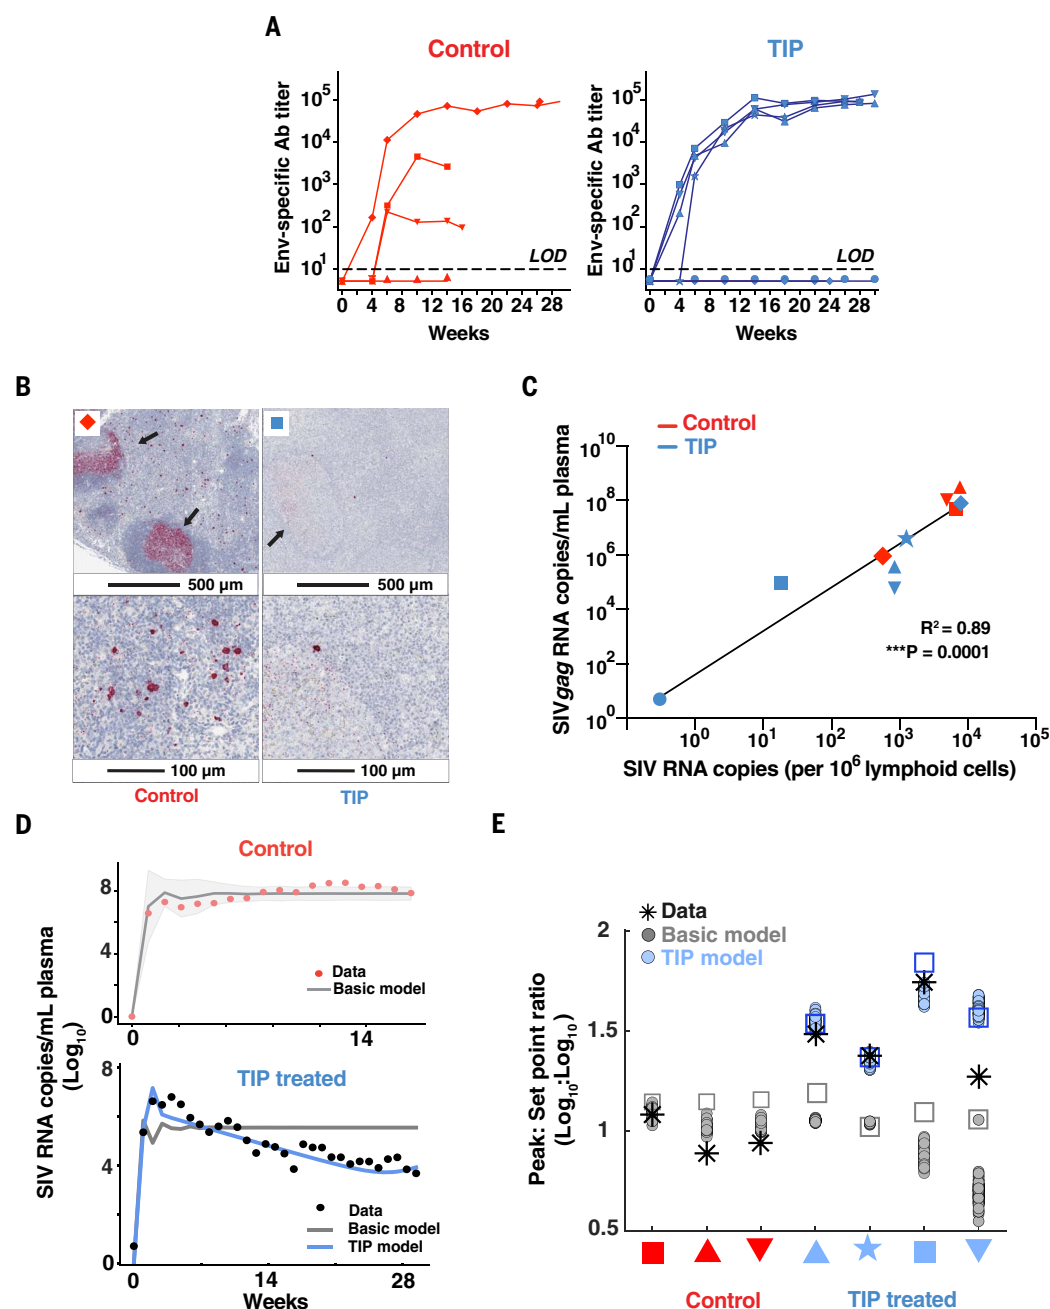 A
Control
TIP
Env-specific Ab titer
10^5
10^4
10^3
10^2
10^1
LOD
0 4 8 12 16 20 24 28
Weeks
Env-specific Ab titer
10^5
10^4
10^3
10^2
10^1
LOD
0 4 8 12 16 20 24 28
Weeks
B
500 µm
500 µm
100 µm
100 µm
Control
TIP
C
Control
TIP
SIVgag RNA copies/mL plasma
10^10
10^8
10^6
10^4
10^2
10^0
R^2 = 0.89
***P = 0.0001
10^0 10^1 10^2 10^3 10^4 10^5
SIV RNA copies (per 10^6 lymphoid cells)
D
Control
SIV RNA copies/mL plasma
(Log10)
8
4
0
Data
Basic model
0 14
TIP treated
8
4
0
Data
Basic model
TIP model
0 14 28
Weeks
E
Data
Basic model
TIP model
Peak: Set point ratio
(Log10:Log10)
2
1.5
1
0.5
Control
TIP treated